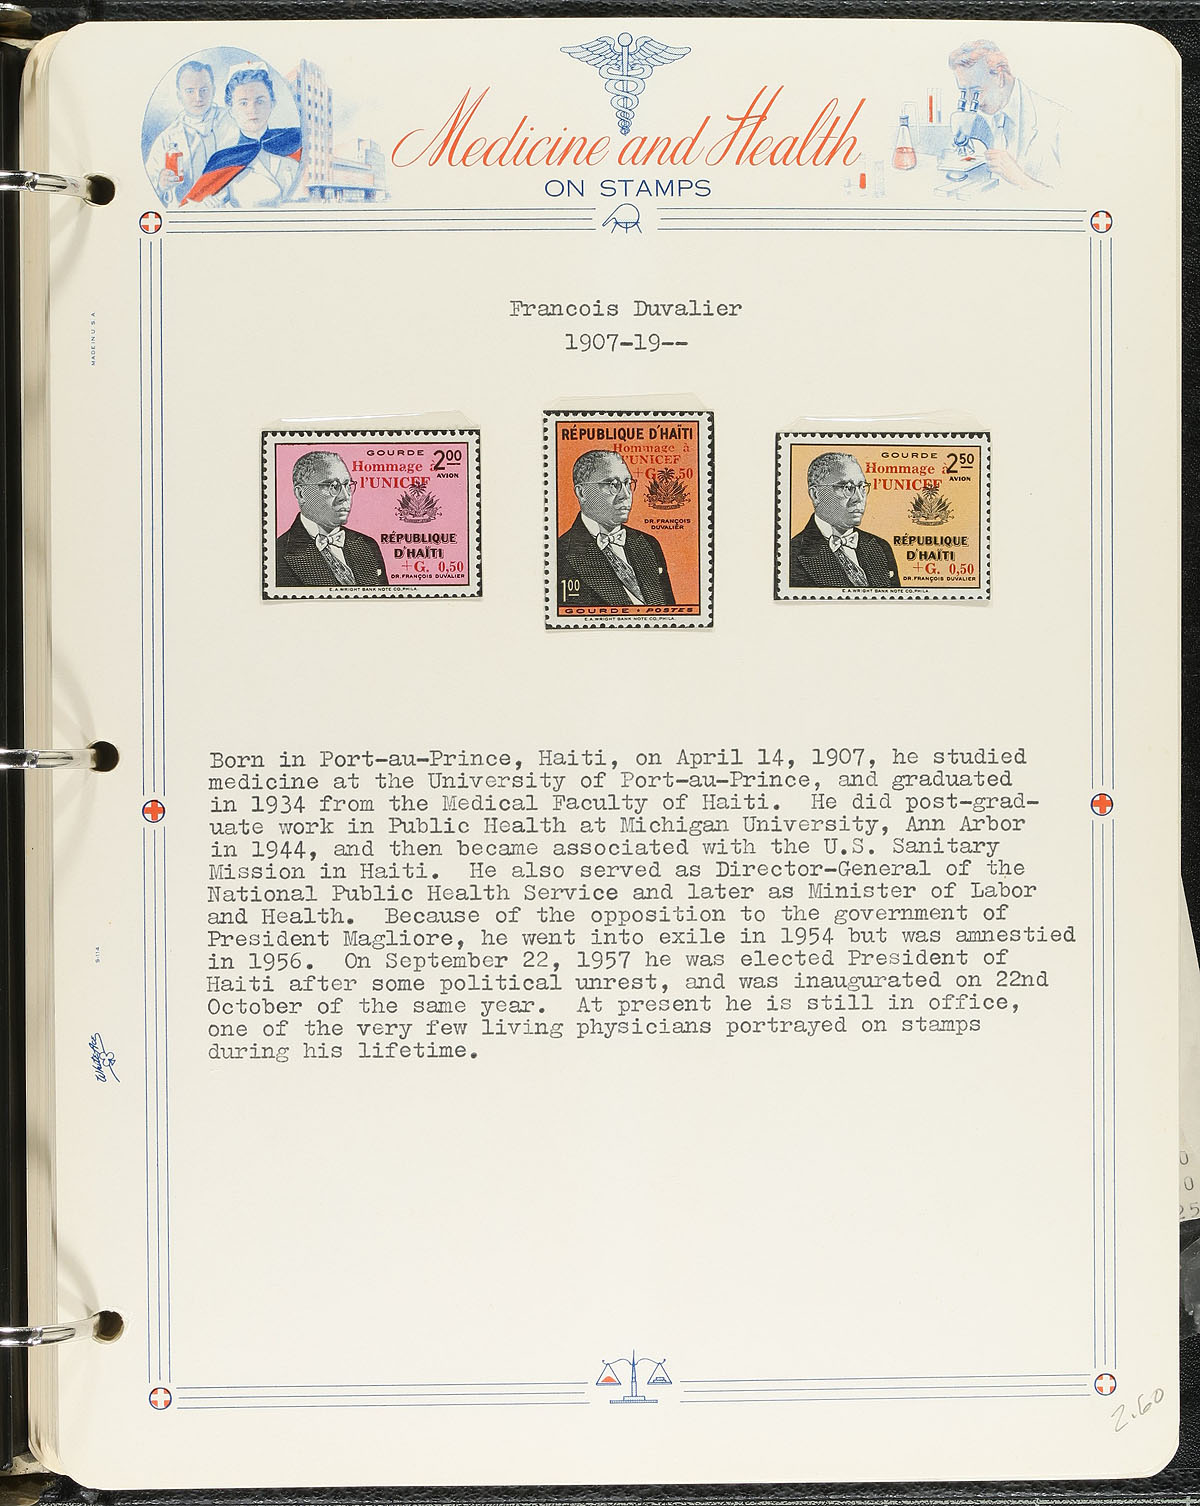 Medicine and Health
ON STAMPS
MADE IN U.S.A.
Francois Duvalier
1907-19--
GOURDE 2.00
Hommage à
l'UNICEF
AVION
RÉPUBLIQUE
D'HAÏTI
+G. 0,50
DR. FRANÇOIS DUVALIER
E.A. WRIGHT BANK NOTE CO. PHILA.
RÉPUBLIQUE D'HAÏTI
Hommage à
l'UNICEF
DR. FRANÇOIS
DUVALIER
1.00
GOURDE • POSTES
E.A. WRIGHT BANK NOTE CO. PHILA.
GOURDE 2.50
Hommage à
l'UNICEF
AVION
RÉPUBLIQUE
D'HAÏTI
+G. 0,50
DR. FRANÇOIS DUVALIER
E.A. WRIGHT BANK NOTE CO. PHILA.
Born in Port-au-Prince, Haiti, on April 14, 1907, he studied
medicine at the University of Port-au-Prince, and graduated
in 1934 from the Medical Faculty of Haiti. He did post-grad-
uate work in Public Health at Michigan University, Ann Arbor
in 1944, and then became associated with the U.S. Sanitary
Mission in Haiti. He also served as Director-General of the
National Public Health Service and later as Minister of Labor
and Health. Because of the opposition to the government of
President Magliore, he went into exile in 1954 but was amnestied
in 1956. On September 22, 1957 he was elected President of
Haiti after some political unrest, and was inaugurated on 22nd
October of the same year. At present he is still in office,
one of the very few living physicians portrayed on stamps
during his lifetime.
S-114
White Ace
0
0
25
2.60